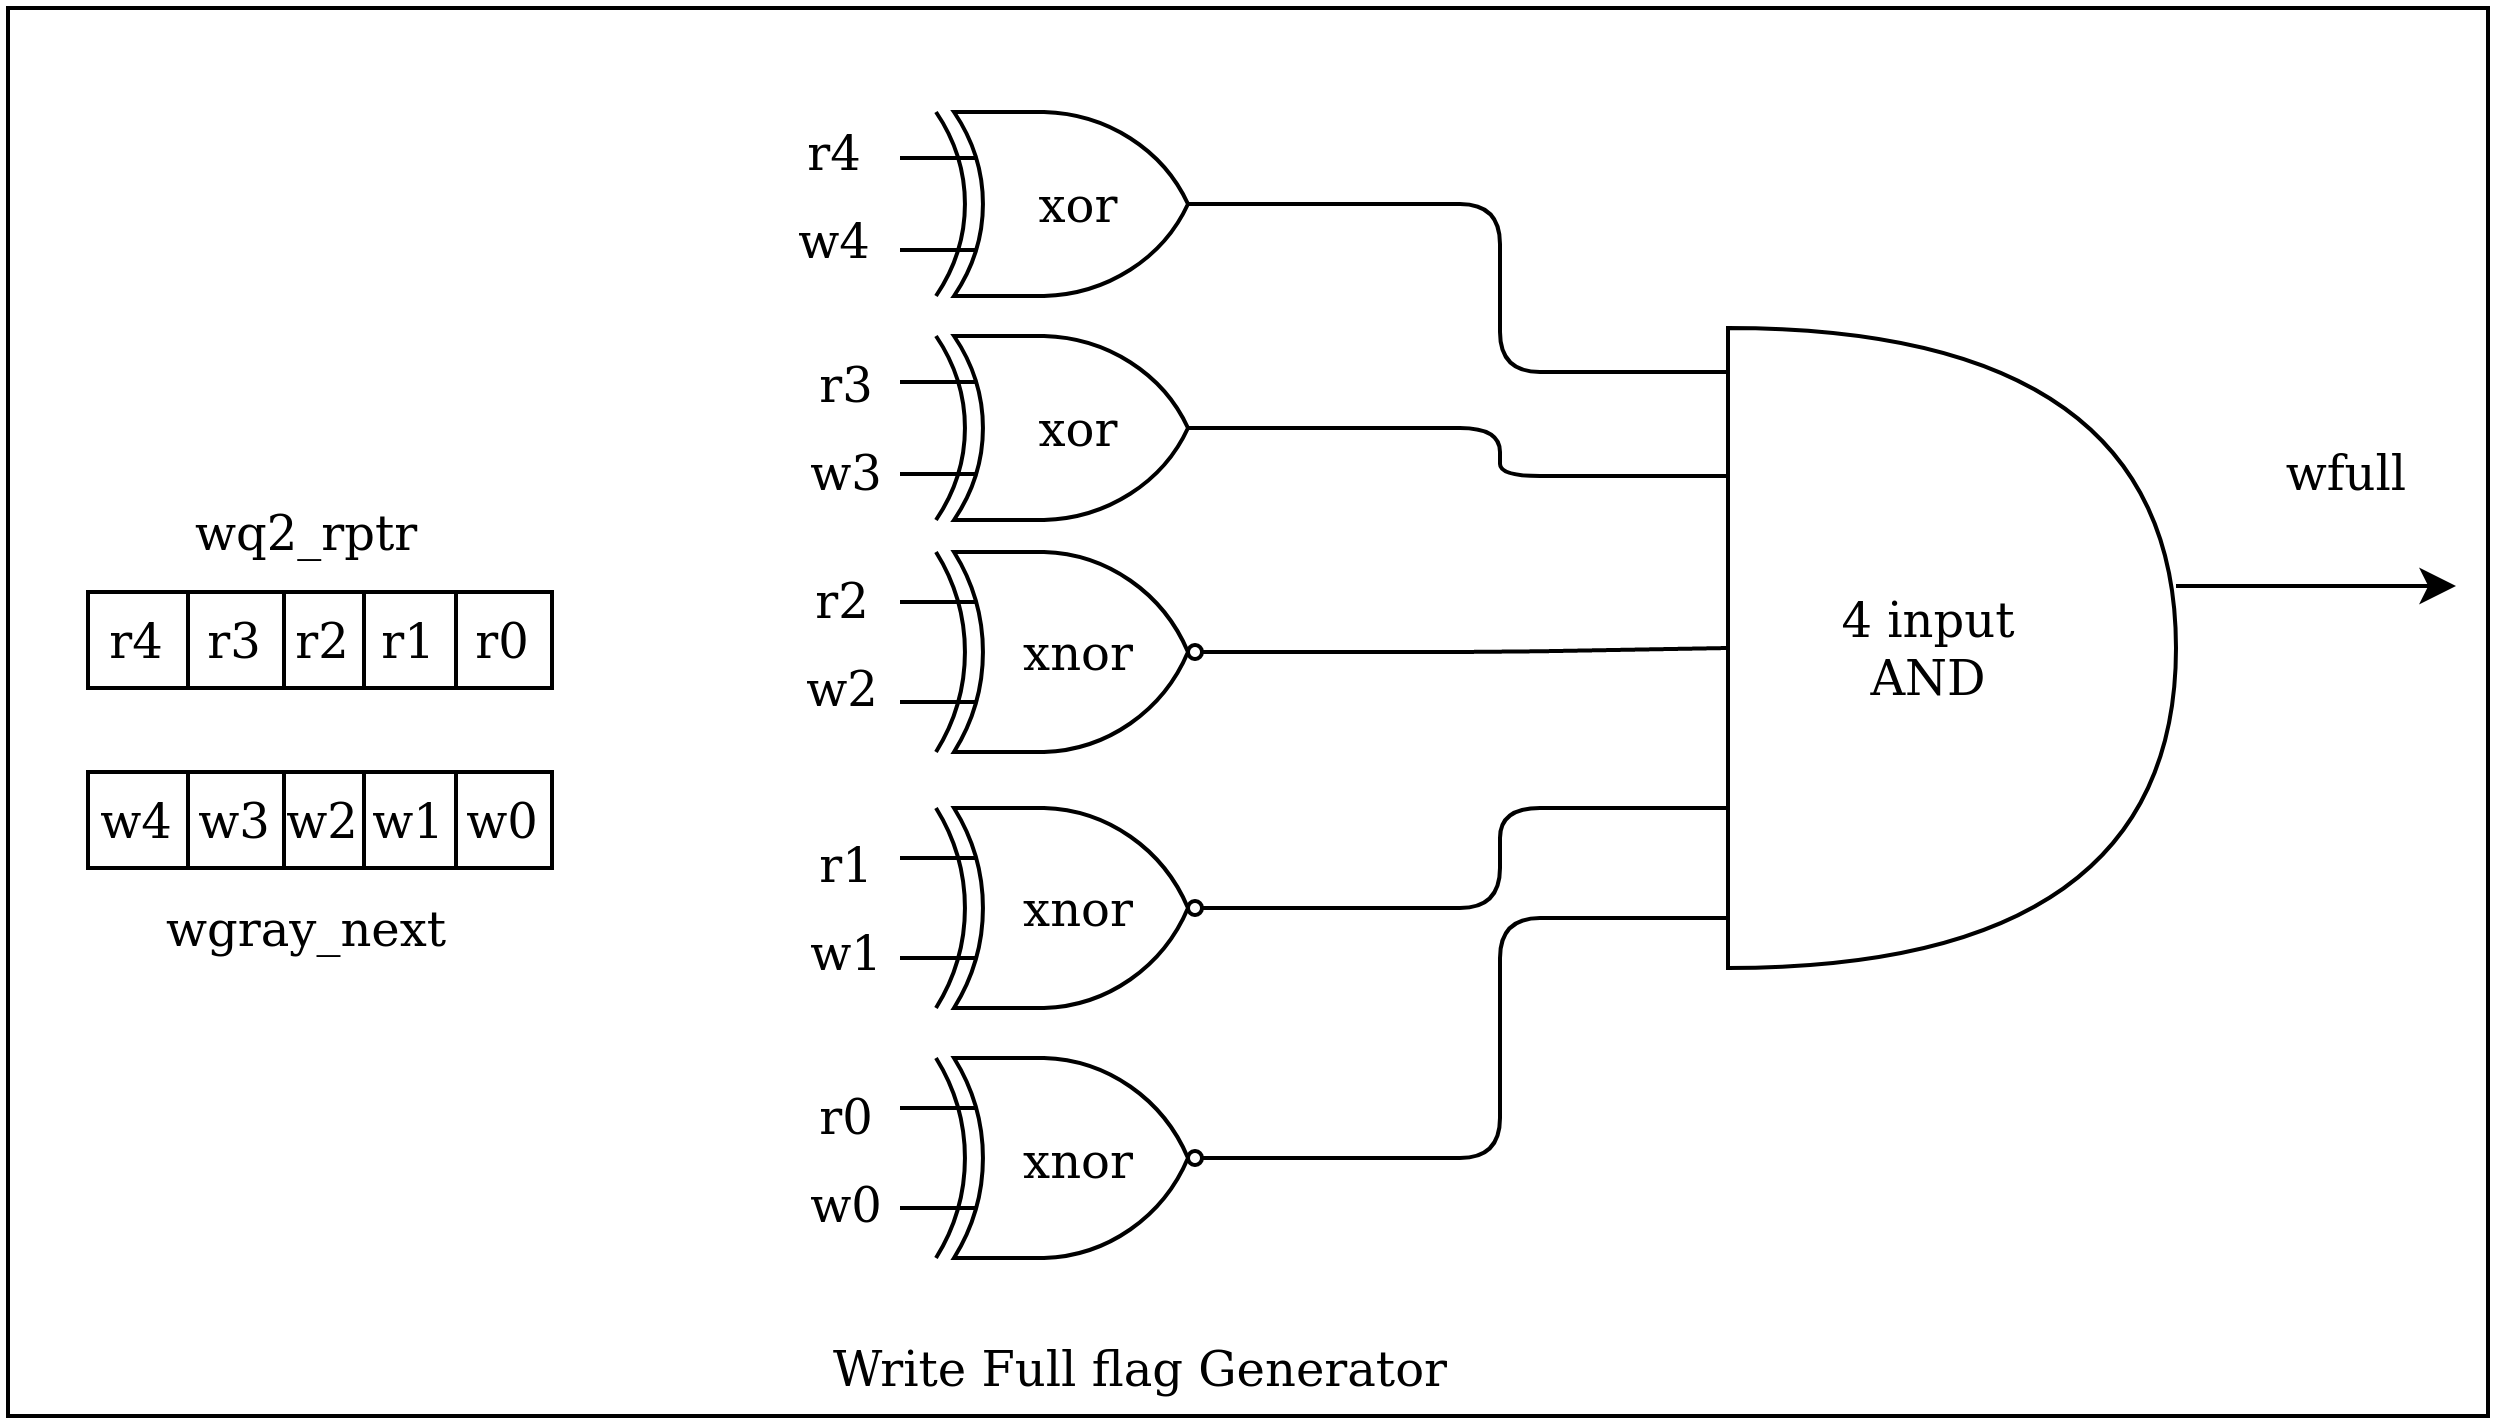 r4
w4
xor
r3
w3
xor
wq2_rptr
r4 r3 r2 r1 r0
w4 w3 w2 w1 w0
wgray_next
r2
w2
xnor
r1
w1
xnor
r0
w0
xnor
4 input
AND
wfull
Write Full flag Generator